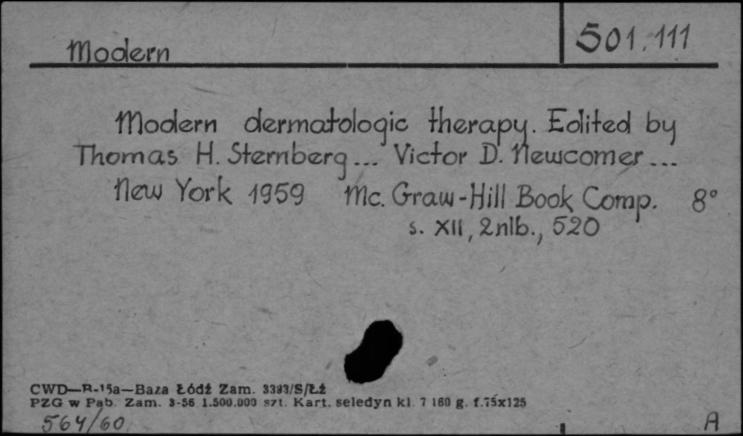 Modern 501.111
Modern dermatologic therapy. Edited by
Thomas H. Sternberg... Victor D. Newcomer...
New York 1959 Mc. Graw-Hill Book Comp. 8°
s. XII, 2nlb., 520
CWD—B-15a—Baza Łódź Zam. 3393/S/Łź
PZG w Pab. Zam. 3-56 1.500.000 szt. Kart. seledyn kl. 7 160 g. f.75x125
564/60 A